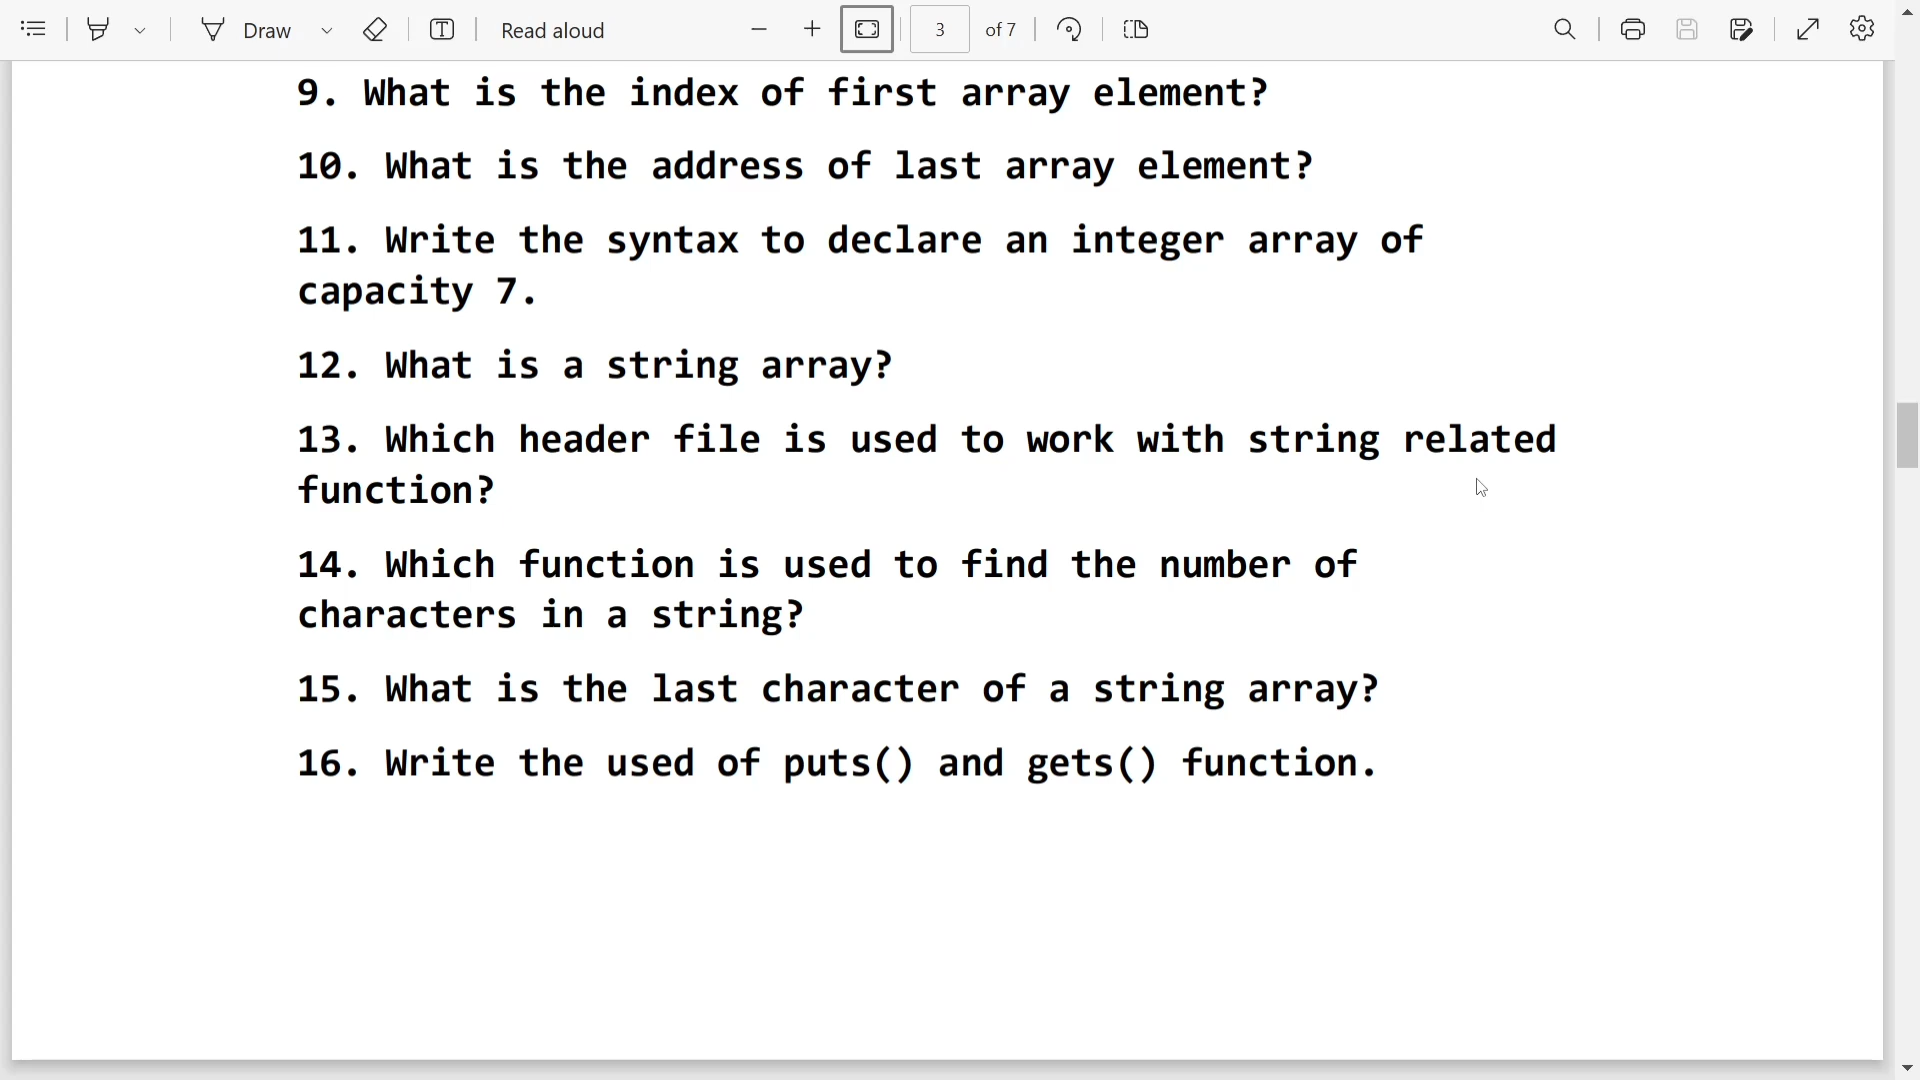 Draw Read aloud 3 of 7
9. What is the index of first array element?
10. What is the address of last array element?
11. Write the syntax to declare an integer array of
capacity 7.
12. What is a string array?
13. Which header file is used to work with string related
function?
14. Which function is used to find the number of
characters in a string?
15. What is the last character of a string array?
16. Write the used of puts() and gets() function.